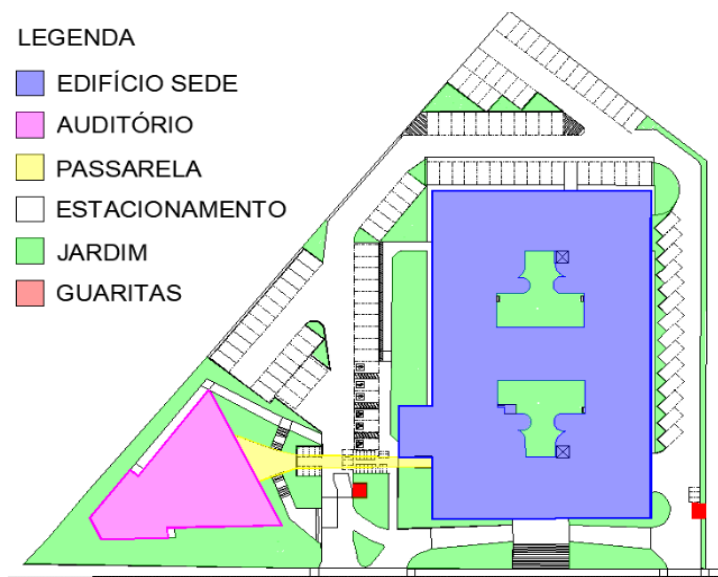 LEGENDA
EDIFÍCIO SEDE
AUDITÓRIO
PASSARELA
ESTACIONAMENTO
JARDIM
GUARITAS